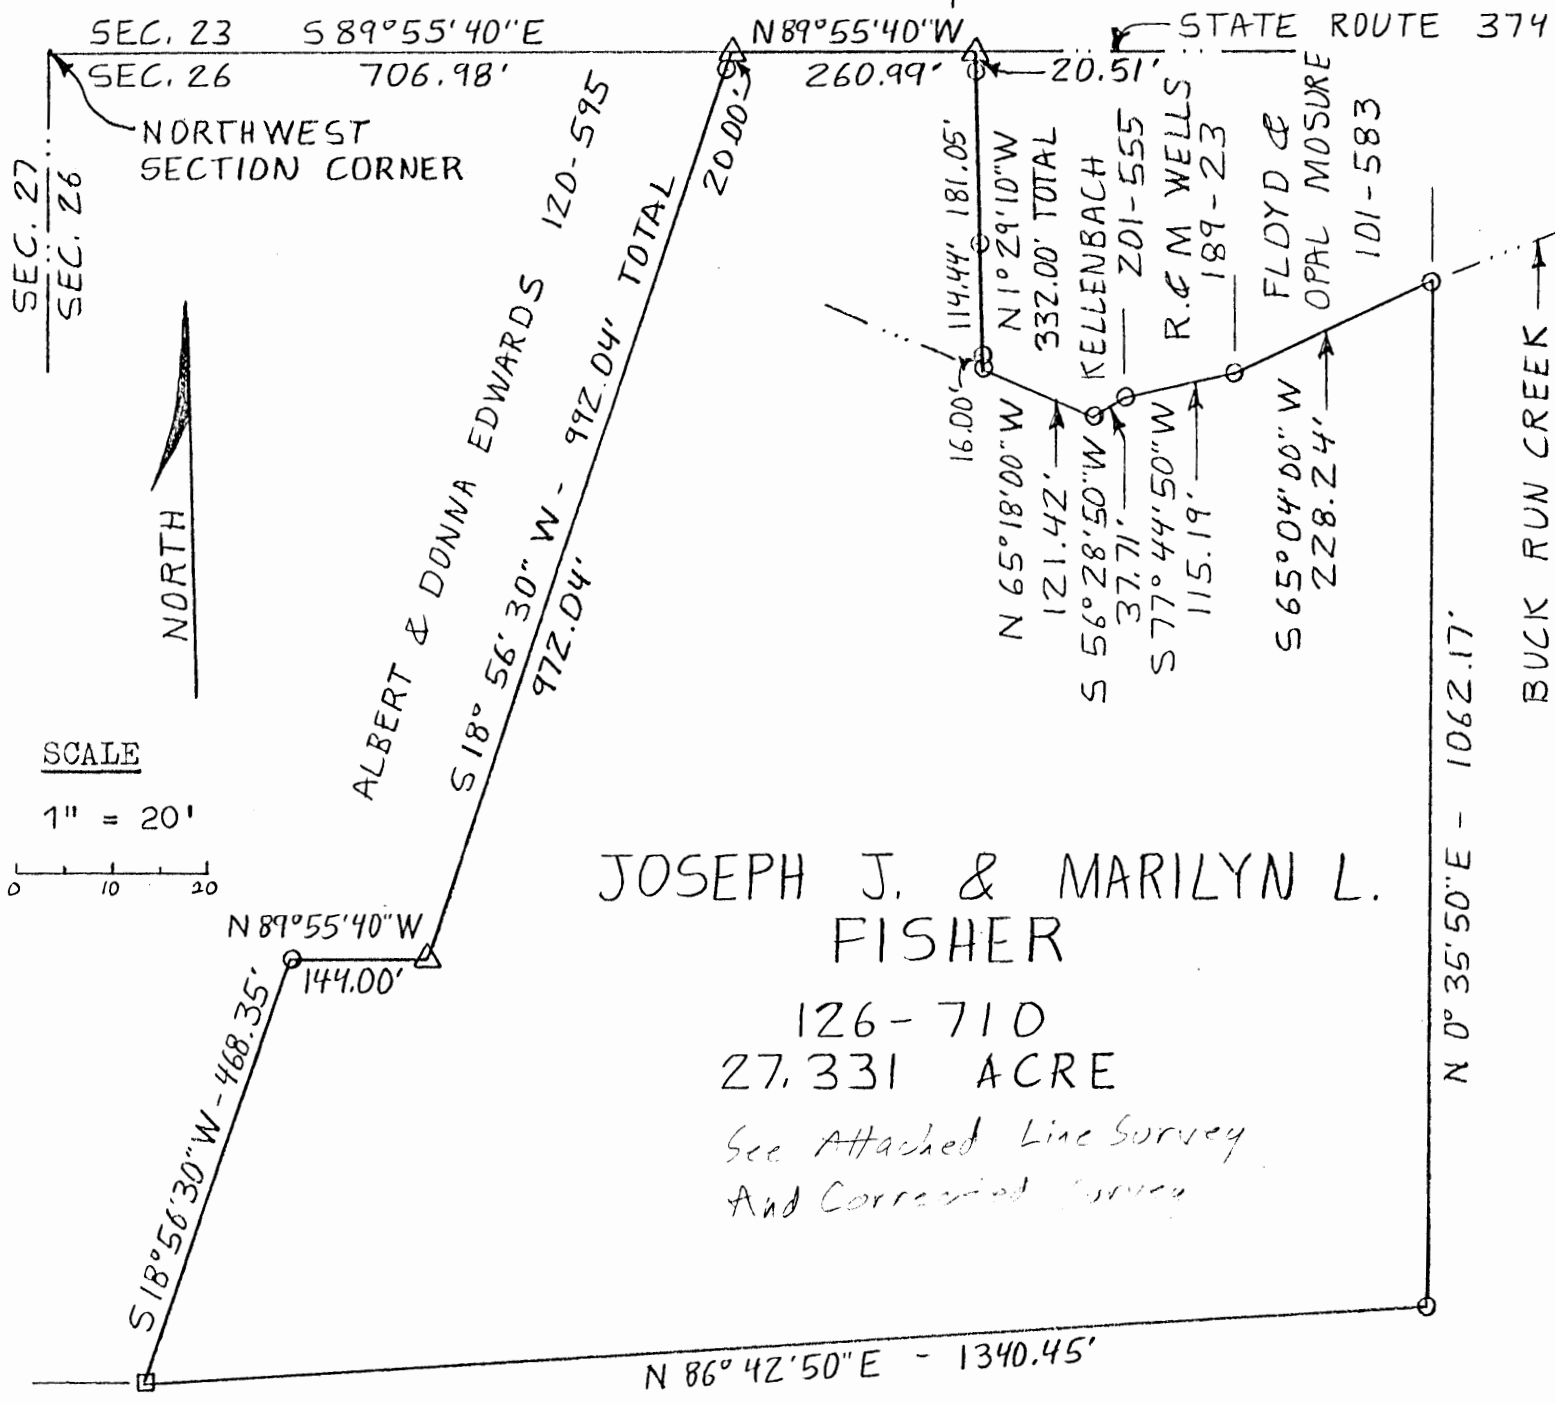 SEC. 23 S 89°55'40"E N89°55'40"W STATE ROUTE 374
SEC. 26 706.98' 260.99' 20.51'
NORTHWEST
SECTION CORNER
SEC. 27
SEC. 26
NORTH
SCALE
1" = 20'
0 10 20
ALBERT & DONNA EDWARDS 120-595
S 18° 56' 30" W - 992.04' TOTAL
972.04'
20.00'
114.44' 181.05'
N 1° 29'10"W
332.00' TOTAL
16.00'
KELLENBACH
201-555
R. & M WELLS
189-23
FLOYD &
OPAL MOSURE
101-583
N 65°18'00"W
121.42'
S 56°28'50"W
37.71'
S 77°44'50"W
115.19'
S 65°04'00"W
228.24'
BUCK RUN CREEK
N 0° 35'50"E - 1062.17'
N 89°55'40"W
144.00'
S 18°56'30"W - 468.35'
JOSEPH J. & MARILYN L.
FISHER
126-710
27.331 ACRE
See Attached Line Survey
And
N 86° 42'50"E - 1340.45'